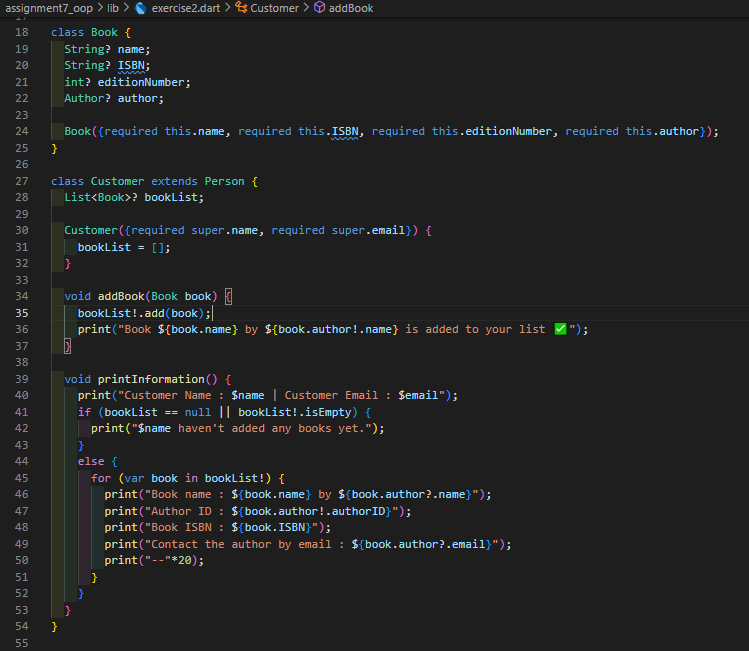 assignment7_oop > lib > exercise2.dart > Customer > addBook
17
18 class Book {
19   String? name;
20   String? ISBN;
21   int? editionNumber;
22   Author? author;
23
24   Book({required this.name, required this.ISBN, required this.editionNumber, required this.author});
25 }
26
27 class Customer extends Person {
28   List<Book>? bookList;
29
30   Customer({required super.name, required super.email}) {
31     bookList = [];
32   }
33
34   void addBook(Book book) {
35     bookList!.add(book);
36     print("Book ${book.name} by ${book.author!.name} is added to your list ✅");
37   }
38
39   void printInformation() {
40     print("Customer Name : $name | Customer Email : $email");
41     if (bookList == null || bookList!.isEmpty) {
42       print("$name haven't added any books yet.");
43     }
44     else {
45       for (var book in bookList!) {
46         print("Book name : ${book.name} by ${book.author?.name}");
47         print("Author ID : ${book.author!.authorID}");
48         print("Book ISBN : ${book.ISBN}");
49         print("Contact the author by email : ${book.author?.email}");
50         print("--"*20);
51       }
52     }
53   }
54 }
55